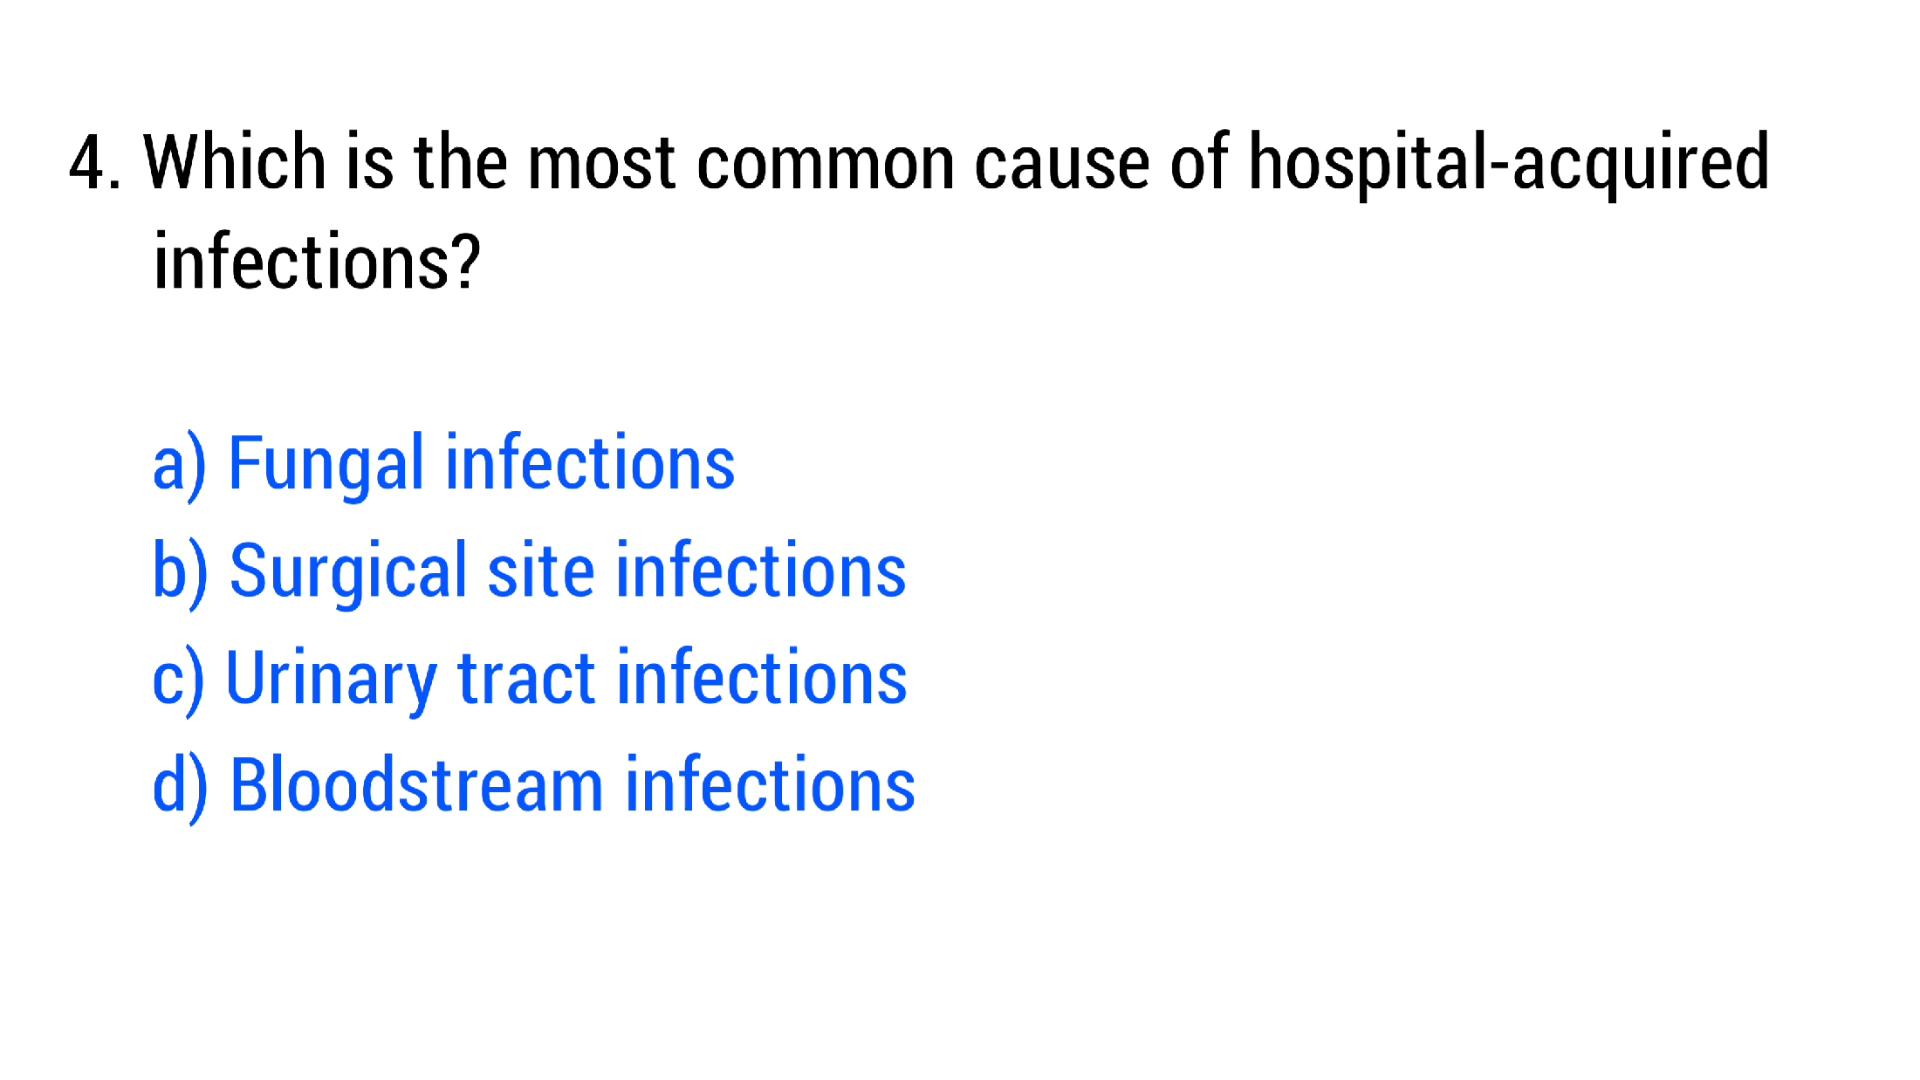 4. Which is the most common cause of hospital-acquired
infections?
a) Fungal infections
b) Surgical site infections
c) Urinary tract infections
d) Bloodstream infections